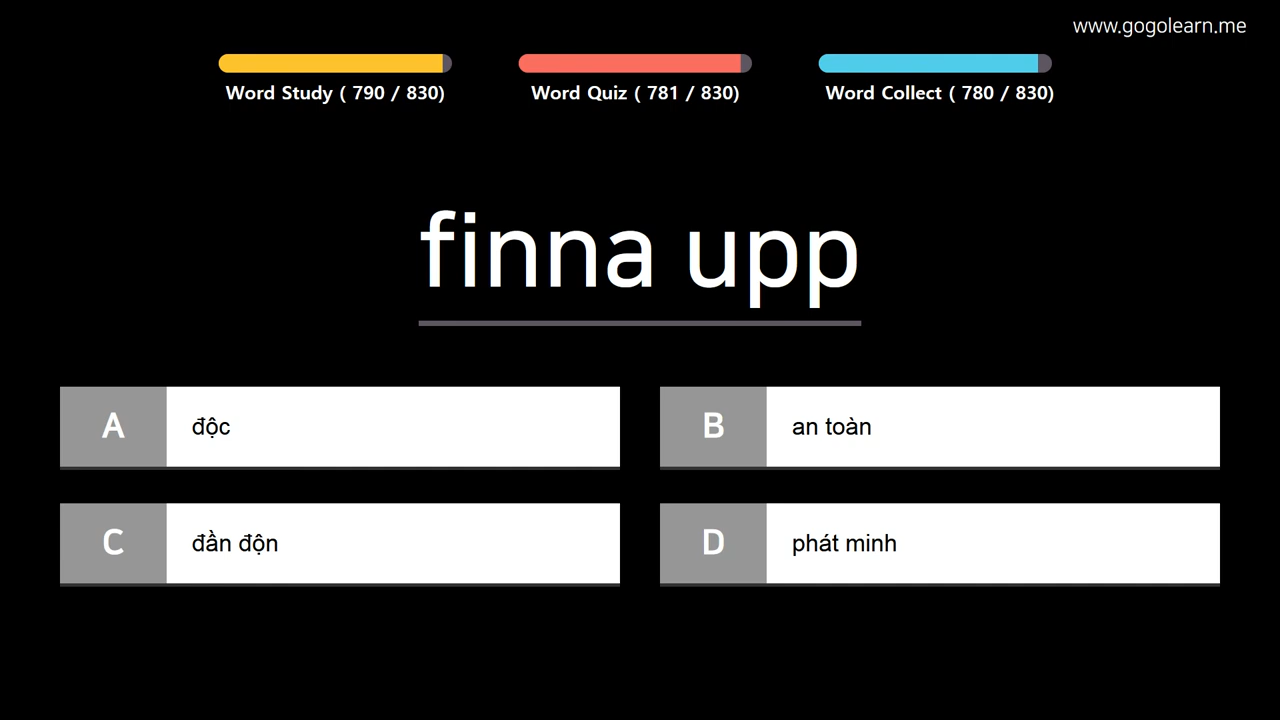 www.gogolearn.me
Word Study ( 790 / 830)
Word Quiz ( 781 / 830)
Word Collect ( 780 / 830)
finna upp
A
độc
B
an toàn
C
đần độn
D
phát minh